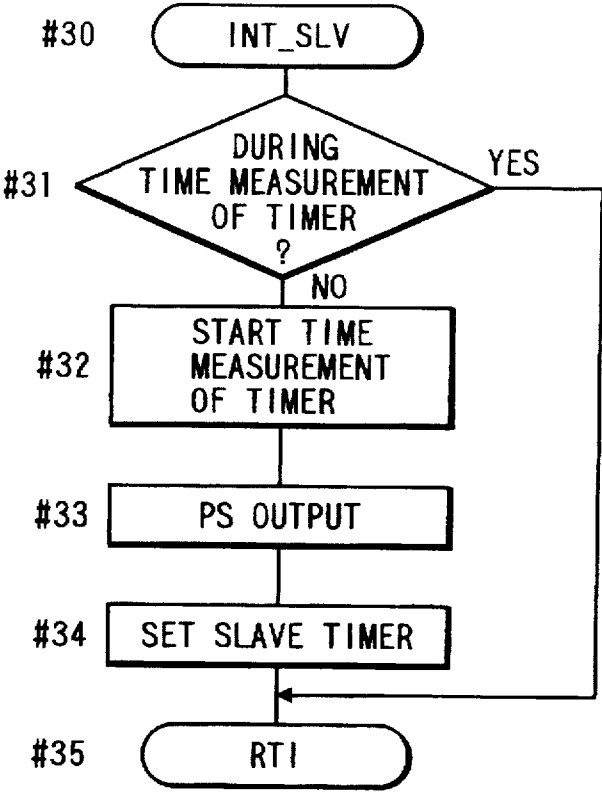 #30 INT_SLV
DURING
#31 TIME MEASUREMENT YES
OF TIMER
?
NO
START TIME
#32 MEASUREMENT
OF TIMER
#33 PS OUTPUT
#34 SET SLAVE TIMER
#35 RTI